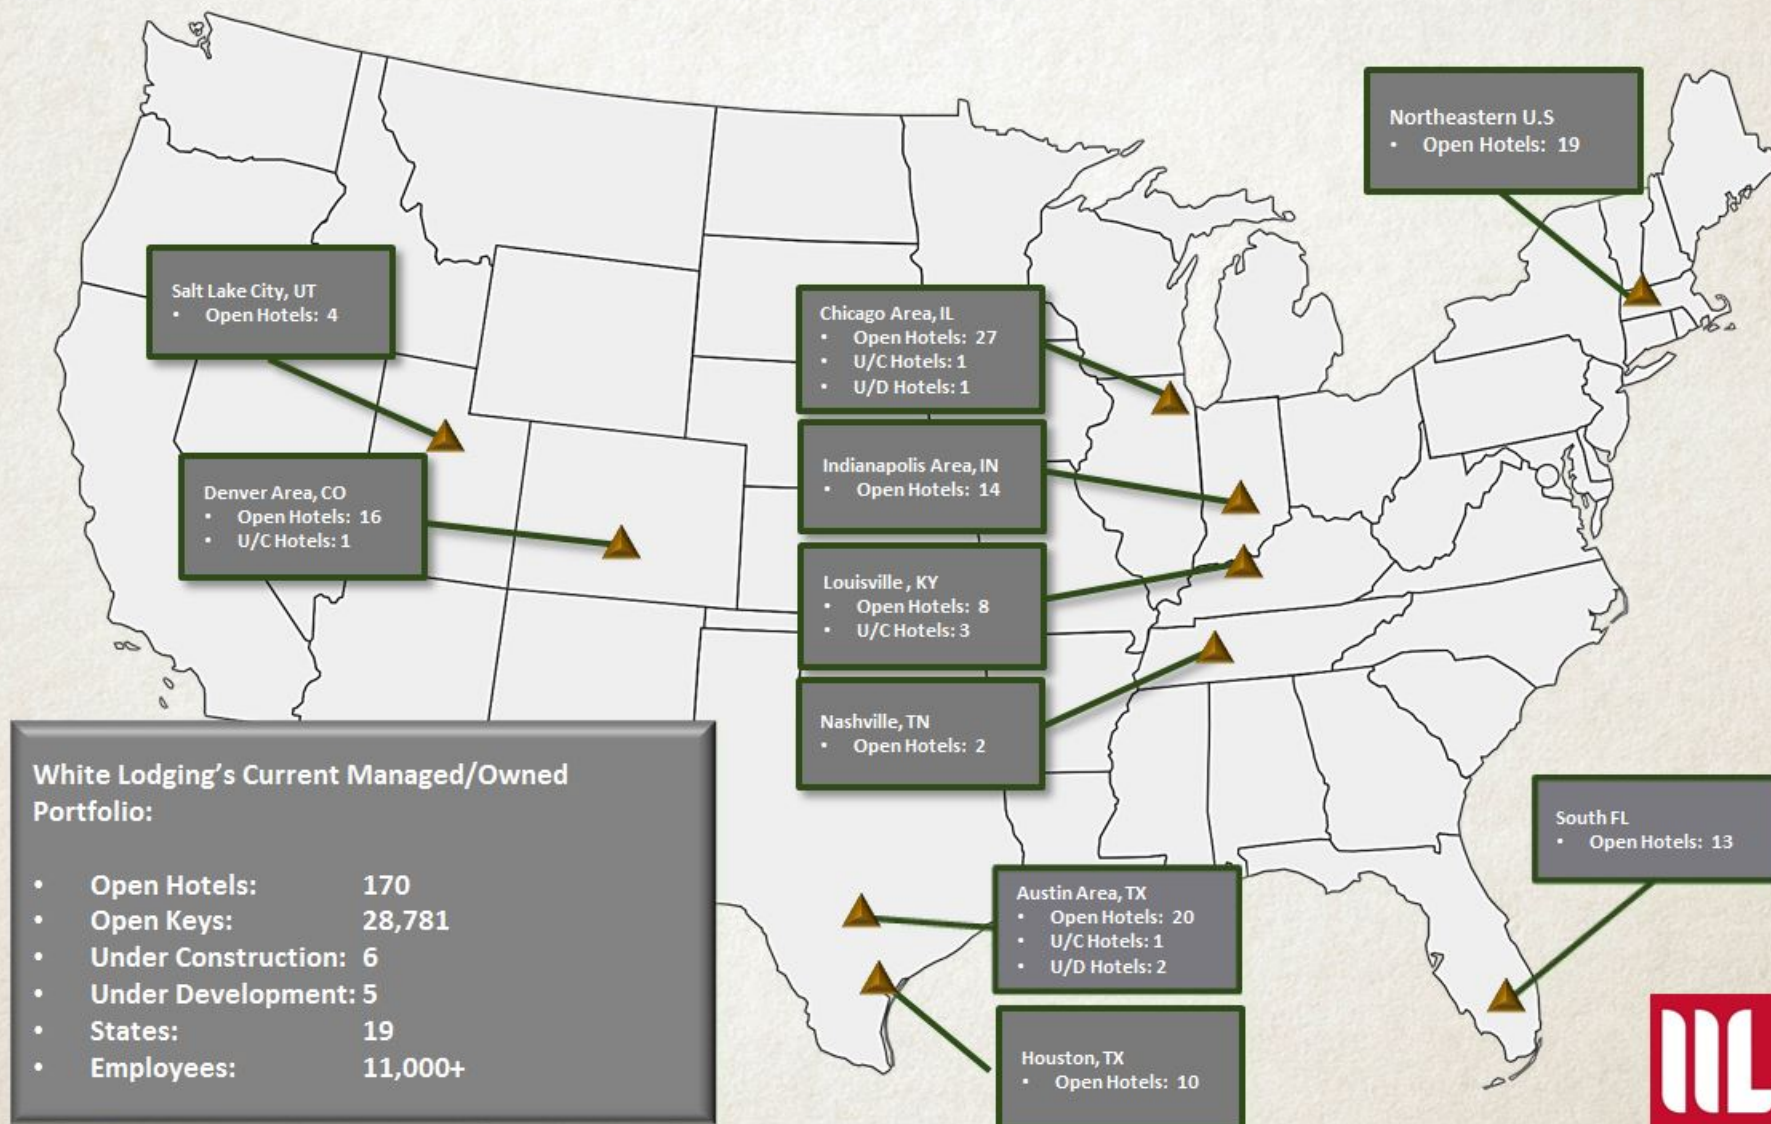 Northeastern U.S
• Open Hotels: 19
Salt Lake City, UT
• Open Hotels: 4
Chicago Area, IL
• Open Hotels: 27
• U/C Hotels: 1
• U/D Hotels: 1
Indianapolis Area, IN
• Open Hotels: 14
Denver Area, CO
• Open Hotels: 16
• U/C Hotels: 1
Louisville , KY
• Open Hotels: 8
• U/C Hotels: 3
Nashville, TN
• Open Hotels: 2
White Lodging’s Current Managed/Owned
Portfolio:
• Open Hotels: 170
• Open Keys: 28,781
• Under Construction: 6
• Under Development: 5
• States: 19
• Employees: 11,000+
South FL
• Open Hotels: 13
Austin Area, TX
• Open Hotels: 20
• U/C Hotels: 1
• U/D Hotels: 2
Houston, TX
• Open Hotels: 10
WL